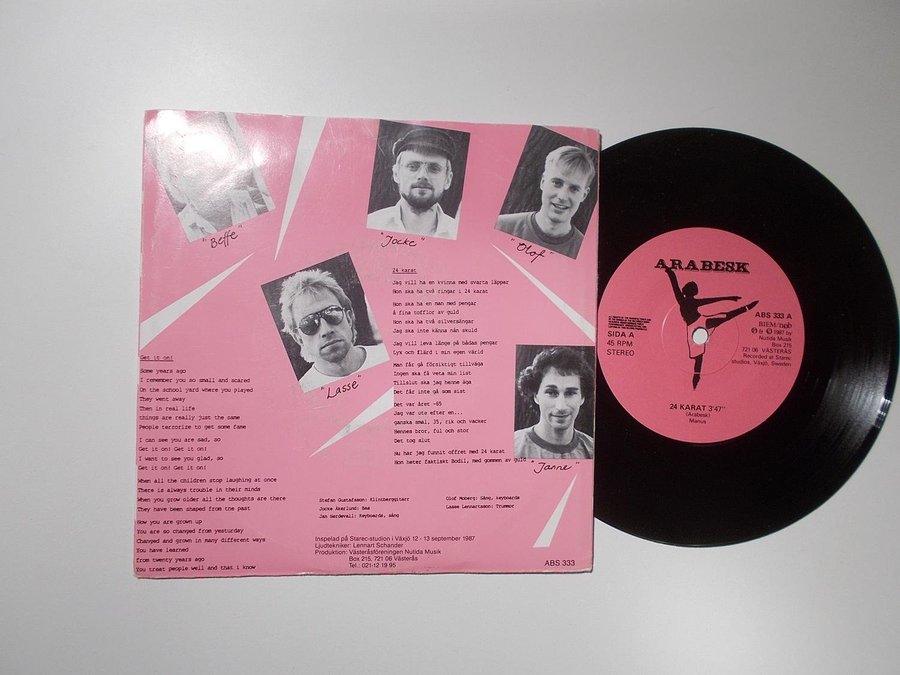 "Beffe"
"Jocke"
"Olof"
"Lasse"
"Janne"
Get it on!
Some years ago
I remember you so small and scared
On the school yard where you played
They went away
Then in real life
things are really just the same
People terrorize to get some fame
I can see you are sad, so
Get it on! Get it on!
I want to see you glad, so
Get it on! Get it on!
When all the children stop laughing at once
There is always trouble in their minds
When you grow older all the thoughts are there
They have been shaped from the past
Now you are grown up
You are so changed from yesterday
Changed and grown in many different ways
You have learned
from twenty years ago
You treat people well and that i know
24 karat
Jag vill ha en kvinna med svarta läppar
Hon ska ha två ringar i 24 karat
Hon ska ha en man med pengar
Å fina tofflor av guld
Hon ska ha två silversängar
Jag ska inte känna nån skuld
Jag vill leva länge på bådas pengar
Lyx och flärd i min egen värld
Man får gå försiktigt tillväga
Ingen ska få veta min list
Tillslut ska jag henne äga
Det får inte gå som sist
Det var året -65
Jag var ute efter en...
ganska smal, 35, rik och vacker
Hennes bror, ful och stor
Det tog slut
Nu har jag funnit offret med 24 karat
Hon heter faktiskt Bodil, med gommen av guld
Stefan Gustafsson: Klinberggitarr
Jocke Åkerlund: Bas
Jan Gerdevall: Keyboards, sång
Olof Moberg: Sång, keyboards
Lasse Lennartsson: Trummor
Inspelad på Starec-studion i Växjö 12 - 13 september 1987
Ljudtekniker: Lennart Schander
Produktion: Västeråsföreningen Nutida Musik
Box 215, 721 06 Västerås
Tel.: 021-12 19 95
ABS 333
ARABESK
SIDA A
45 RPM
STEREO
ABS 333 A
BIEM/ncb
℗ & © 1987 by
Nutida Musik
Box 215
721 06 VÄSTERÅS
Recorded at Starec
studios, Växjö, Sweden
24 KARAT 3'47"
(Arabesk)
Manus